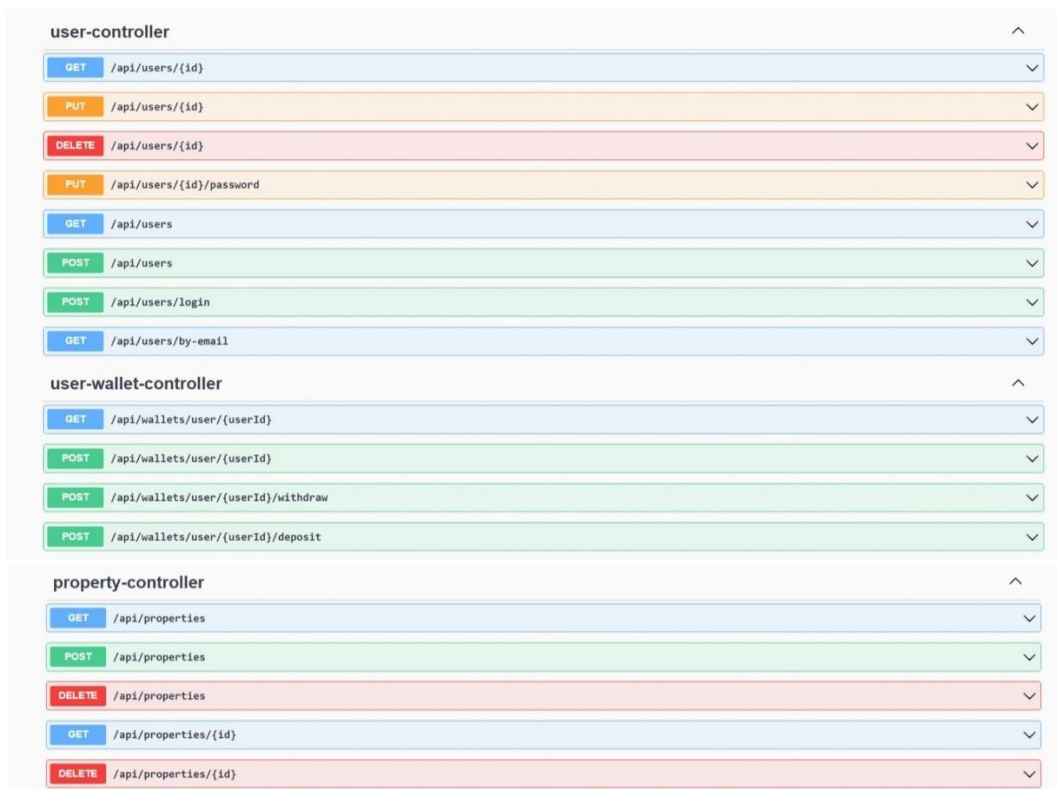 user-controller
GET /api/users/{id}
PUT /api/users/{id}
DELETE /api/users/{id}
PUT /api/users/{id}/password
GET /api/users
POST /api/users
POST /api/users/login
GET /api/users/by-email
user-wallet-controller
GET /api/wallets/user/{userId}
POST /api/wallets/user/{userId}
POST /api/wallets/user/{userId}/withdraw
POST /api/wallets/user/{userId}/deposit
property-controller
GET /api/properties
POST /api/properties
DELETE /api/properties
GET /api/properties/{id}
DELETE /api/properties/{id}